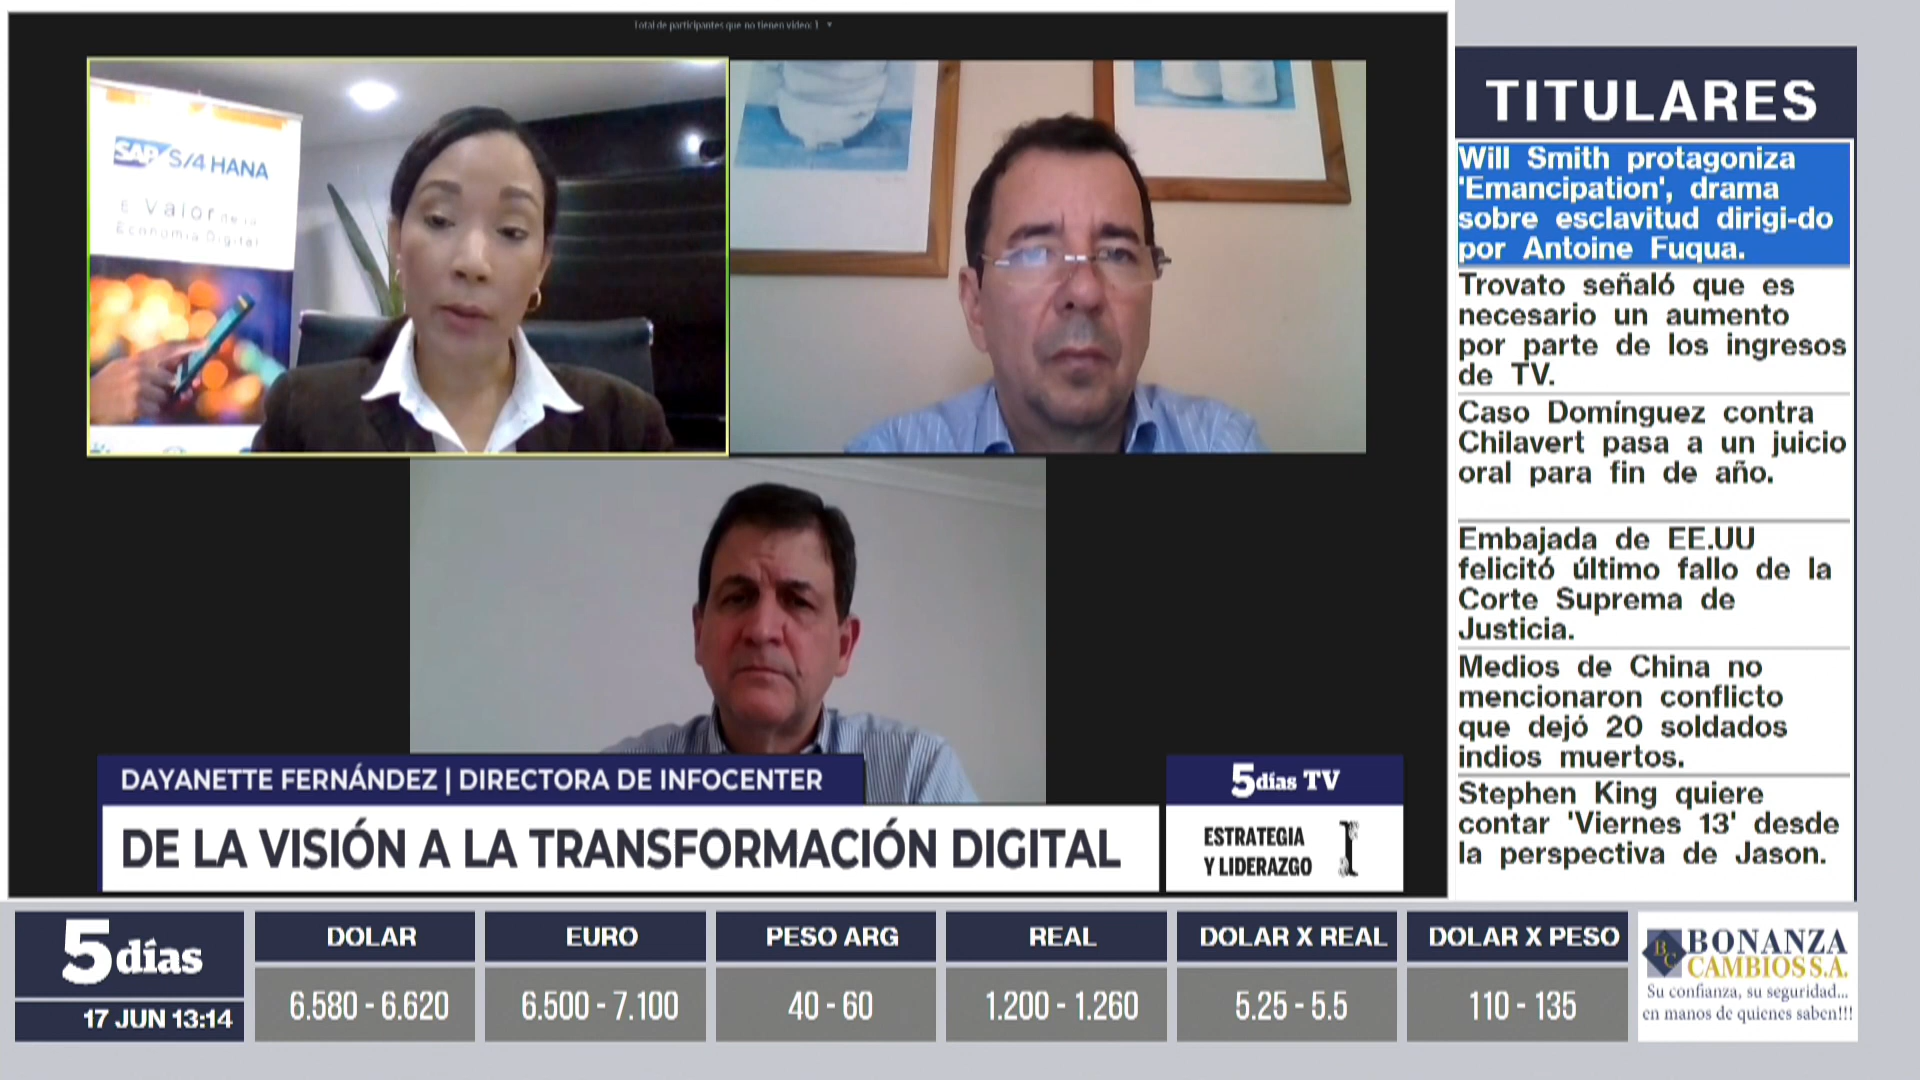 Total de participantes que no tienen video: 1
SAP S/4 HANA
Valor de la
Economía Digital
DAYANETTE FERNÁNDEZ | DIRECTORA DE INFOCENTER
DE LA VISIÓN A LA TRANSFORMACIÓN DIGITAL
5días TV
ESTRATEGIA
Y LIDERAZGO
TITULARES
Will Smith protagoniza
'Emancipation', drama
sobre esclavitud dirigi-do
por Antoine Fuqua.
Trovato señaló que es
necesario un aumento
por parte de los ingresos
de TV.
Caso Domínguez contra
Chilavert pasa a un juicio
oral para fin de año.
Embajada de EE.UU
felicitó último fallo de la
Corte Suprema de
Justicia.
Medios de China no
mencionaron conflicto
que dejó 20 soldados
indios muertos.
Stephen King quiere
contar 'Viernes 13' desde
la perspectiva de Jason.
5días
17 JUN 13:14
DOLAR
6.580 - 6.620
EURO
6.500 - 7.100
PESO ARG
40 - 60
REAL
1.200 - 1.260
DOLAR X REAL
5.25 - 5.5
DOLAR X PESO
110 - 135
BC
BONANZA
CAMBIOS S.A.
Su confianza, su seguridad...
en manos de quienes saben!!!